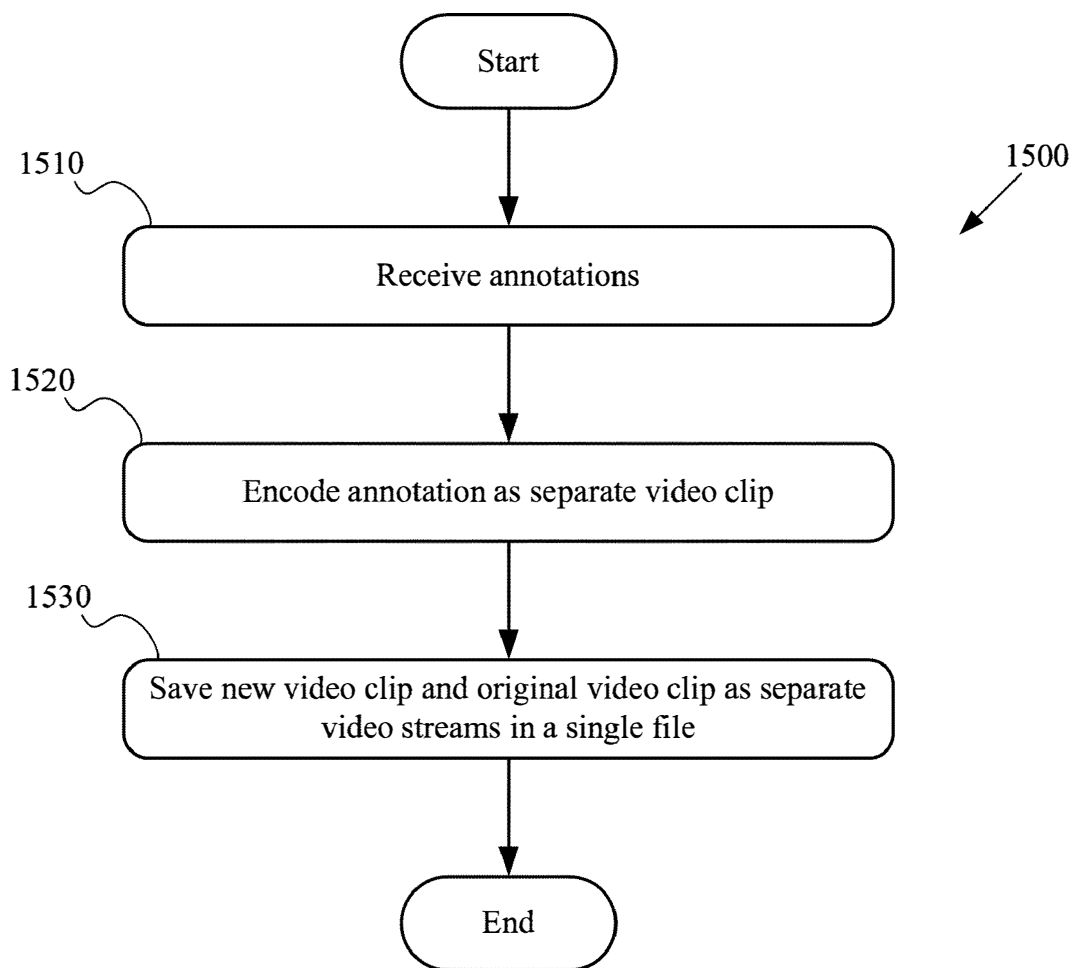 Start
1510
1500
Receive annotations
1520
Encode annotation as separate video clip
1530
Save new video clip and original video clip as separate
video streams in a single file
End